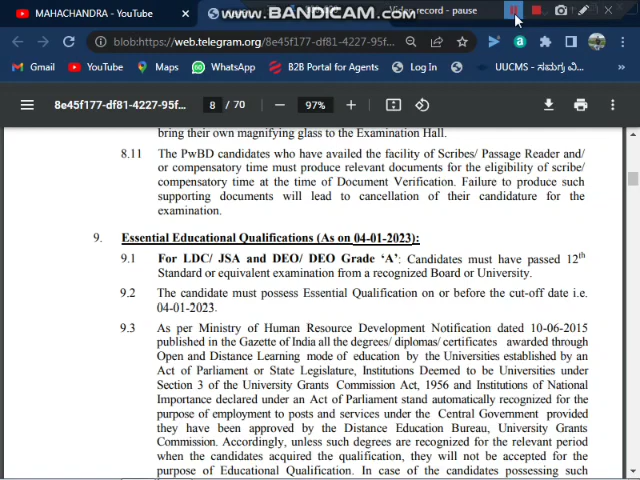 MAHACHANDRA - YouTube
www.BANDICAM.com
Video record - pause
blob:https://web.telegram.org/8e45f177-df81-4227-95f...
Gmail YouTube Maps WhatsApp B2B Portal for Agents Log in UUCMS - ಸಮಗ್ರ ವಿ...
8e45f177-df81-4227-95f... 8 / 70 97%
bring their own magnifying glass to the Examination Hall.
8.11 The PwBD candidates who have availed the facility of Scribes/ Passage Reader and/
or compensatory time must produce relevant documents for the eligibility of scribe/
compensatory time at the time of Document Verification. Failure to produce such
supporting documents will lead to cancellation of their candidature for the
examination.
9. Essential Educational Qualifications (As on 04-01-2023):
9.1 For LDC/ JSA and DEO/ DEO Grade ‘A’: Candidates must have passed 12th
Standard or equivalent examination from a recognized Board or University.
9.2 The candidate must possess Essential Qualification on or before the cut-off date i.e.
04-01-2023.
9.3 As per Ministry of Human Resource Development Notification dated 10-06-2015
published in the Gazette of India all the degrees/ diplomas/ certificates awarded through
Open and Distance Learning mode of education by the Universities established by an
Act of Parliament or State Legislature, Institutions Deemed to be Universities under
Section 3 of the University Grants Commission Act, 1956 and Institutions of National
Importance declared under an Act of Parliament stand automatically recognized for the
purpose of employment to posts and services under the Central Government provided
they have been approved by the Distance Education Bureau, University Grants
Commission. Accordingly, unless such degrees are recognized for the relevant period
when the candidates acquired the qualification, they will not be accepted for the
purpose of Educational Qualification. In case of the candidates possessing such